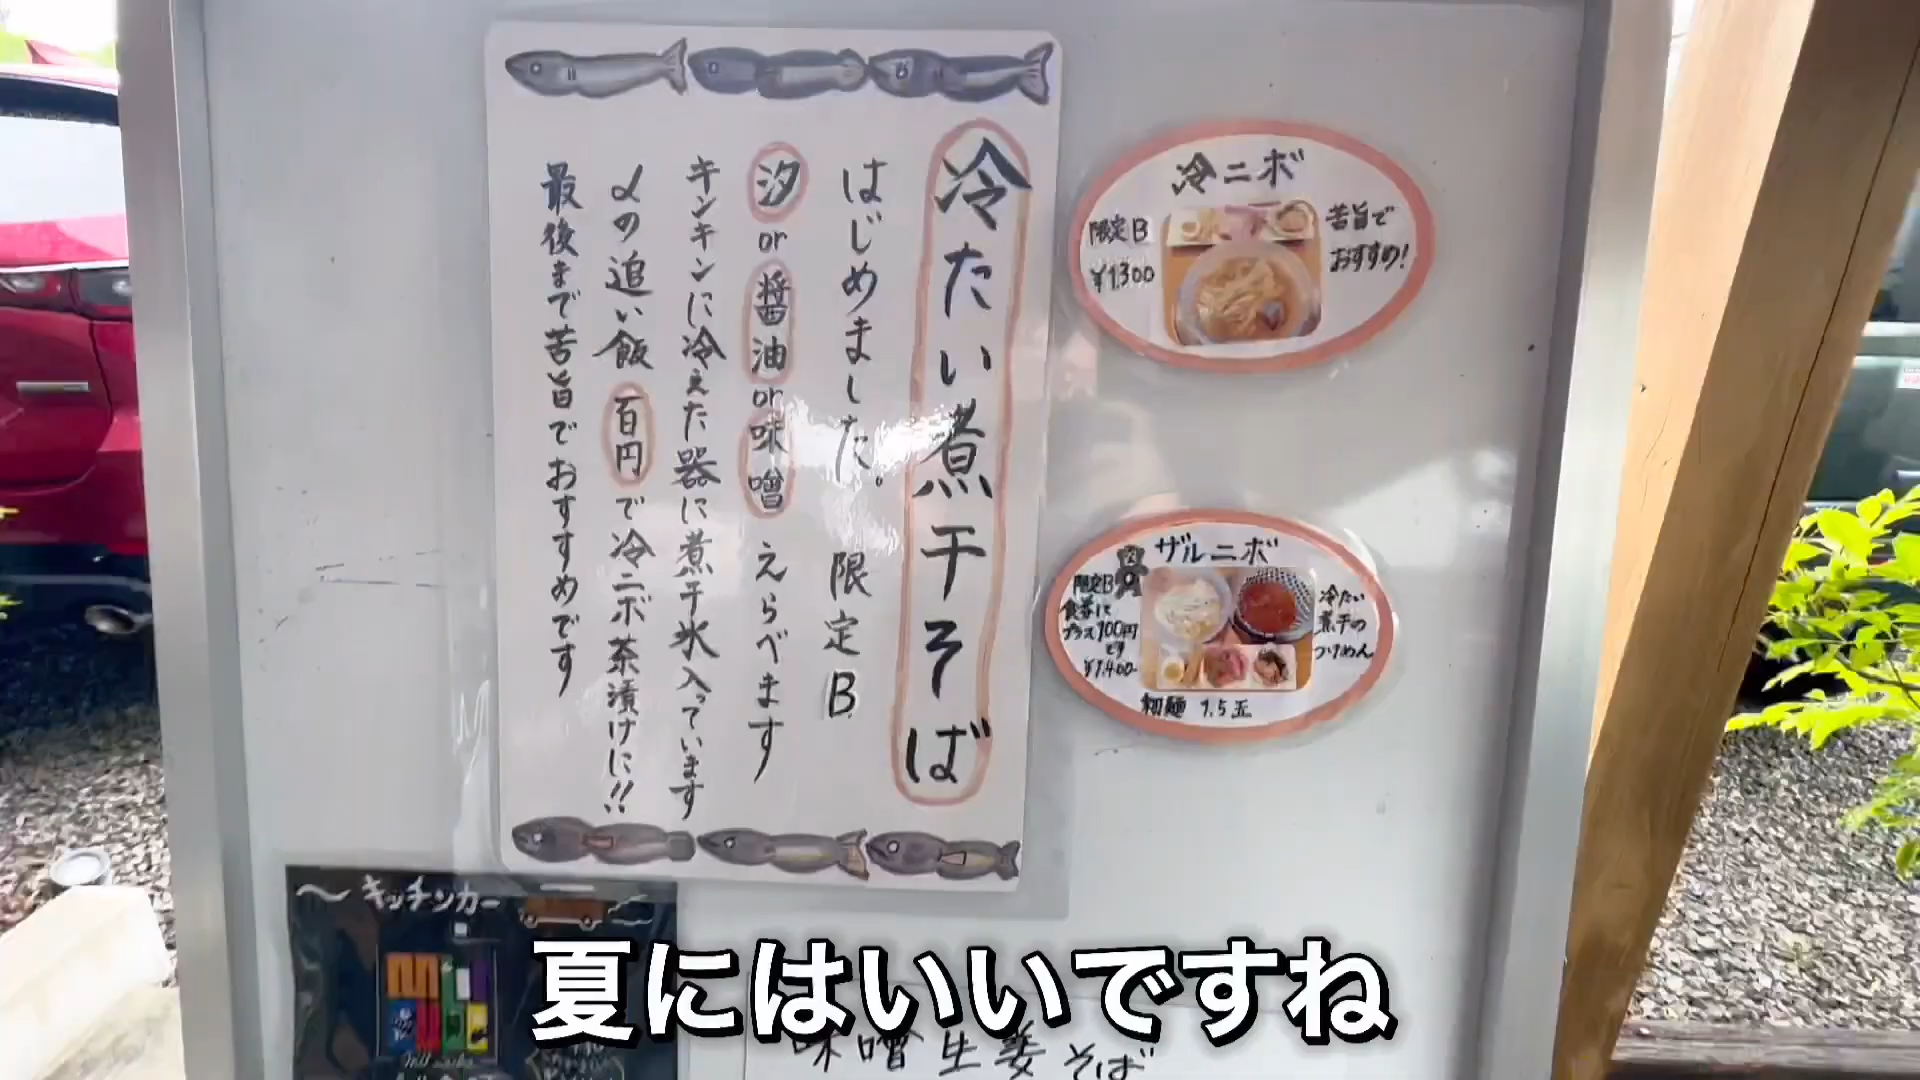 冷たい煮干そば
はじめました。 限定B
汐or醤油or味噌 えらべます
キンキンに冷えた器に煮干氷入っています
〆の追い飯 百円で冷ニボ茶漬けに!!
最後まで苦旨でおすすめです
冷ニボ
限定B
¥1300
苦旨で
おすすめ!
ザルニボ
限定B
食券に
プラス100円
です
¥1,400-
冷たい
煮干の
つけめん
細麺 1.5玉
〜キッチンカー
夏にはいいですね
味噌生姜そば